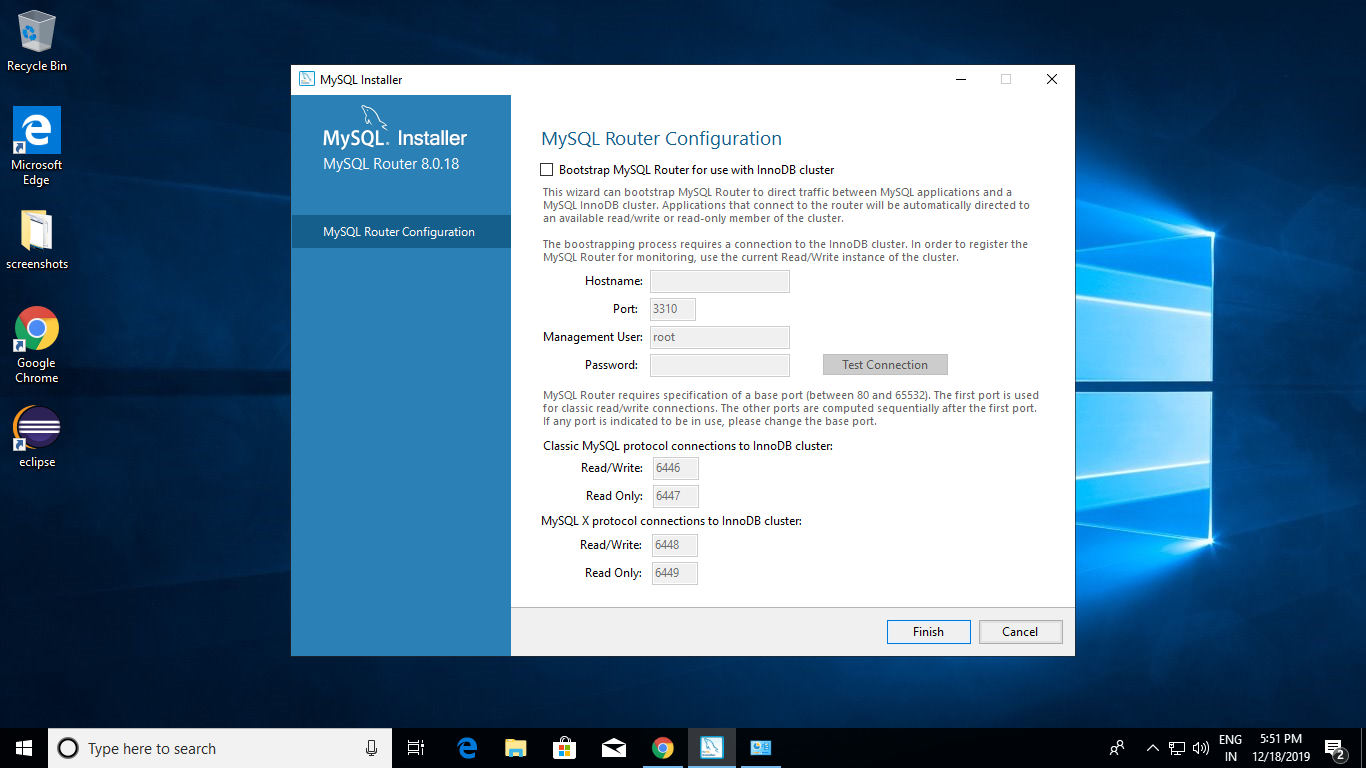 Recycle Bin
Microsoft
Edge
screenshots
Google
Chrome
eclipse
MySQL Installer
MySQL® Installer
MySQL Router 8.0.18
MySQL Router Configuration
MySQL Router Configuration
Bootstrap MySQL Router for use with InnoDB cluster
This wizard can bootstrap MySQL Router to direct traffic between MySQL applications and a
MySQL InnoDB cluster. Applications that connect to the router will be automatically directed to
an available read/write or read-only member of the cluster.
The boostrapping process requires a connection to the InnoDB cluster. In order to register the
MySQL Router for monitoring, use the current Read/Write instance of the cluster.
Hostname:
Port: 3310
Management User: root
Password: Test Connection
MySQL Router requires specification of a base port (between 80 and 65532). The first port is used
for classic read/write connections. The other ports are computed sequentially after the first port.
If any port is indicated to be in use, please change the base port.
Classic MySQL protocol connections to InnoDB cluster:
Read/Write: 6446
Read Only: 6447
MySQL X protocol connections to InnoDB cluster:
Read/Write: 6448
Read Only: 6449
Finish Cancel
Type here to search
ENG
IN
5:51 PM
12/18/2019
2